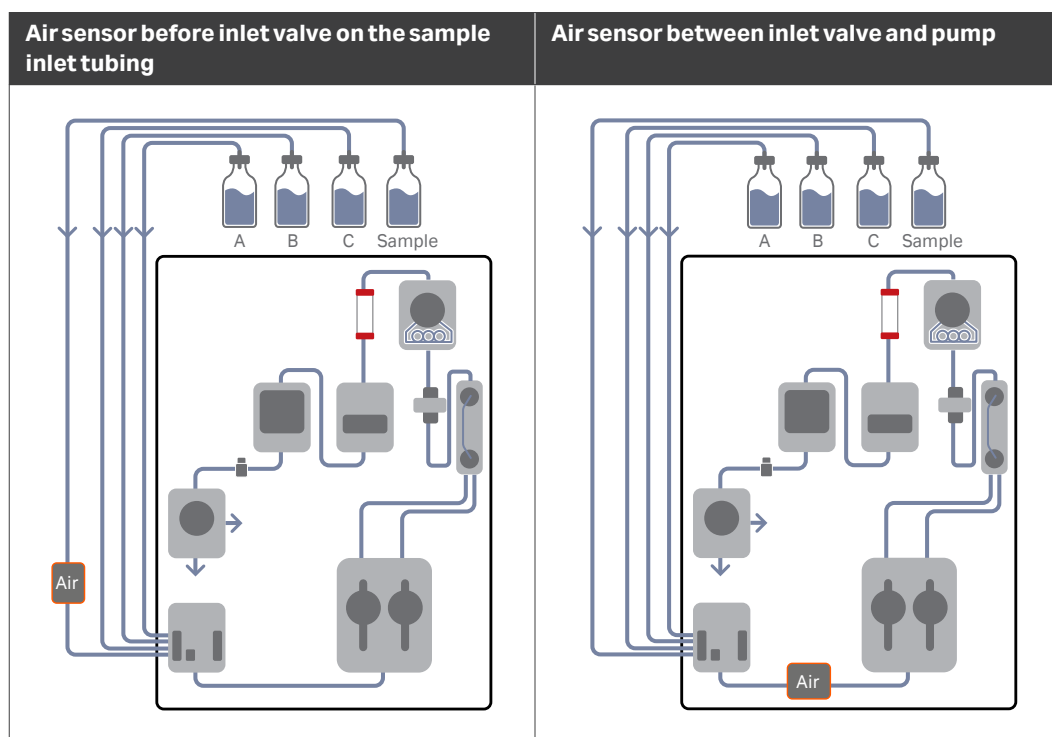 Air sensor before inlet valve on the sample
inlet tubing
Air sensor between inlet valve and pump
A B C Sample
A B C Sample
Air
Air